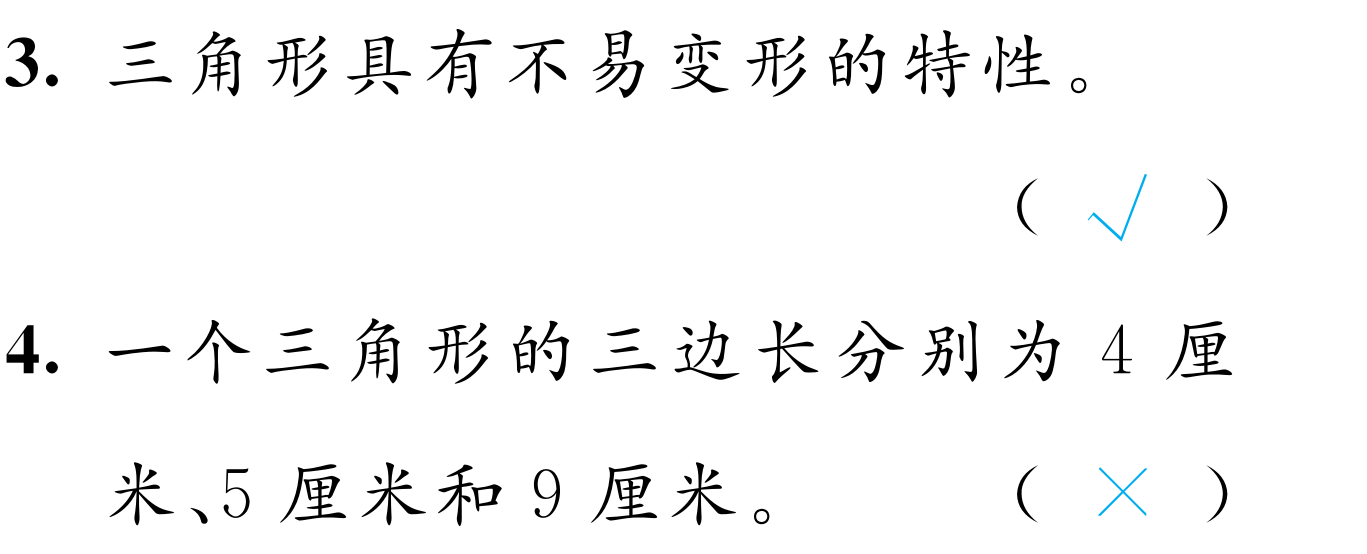 3. 三角形具有不易变形的特性。
( √ )
4. 一个三角形的三边长分别为 4 厘
米、5 厘米和 9 厘米。 ( × )